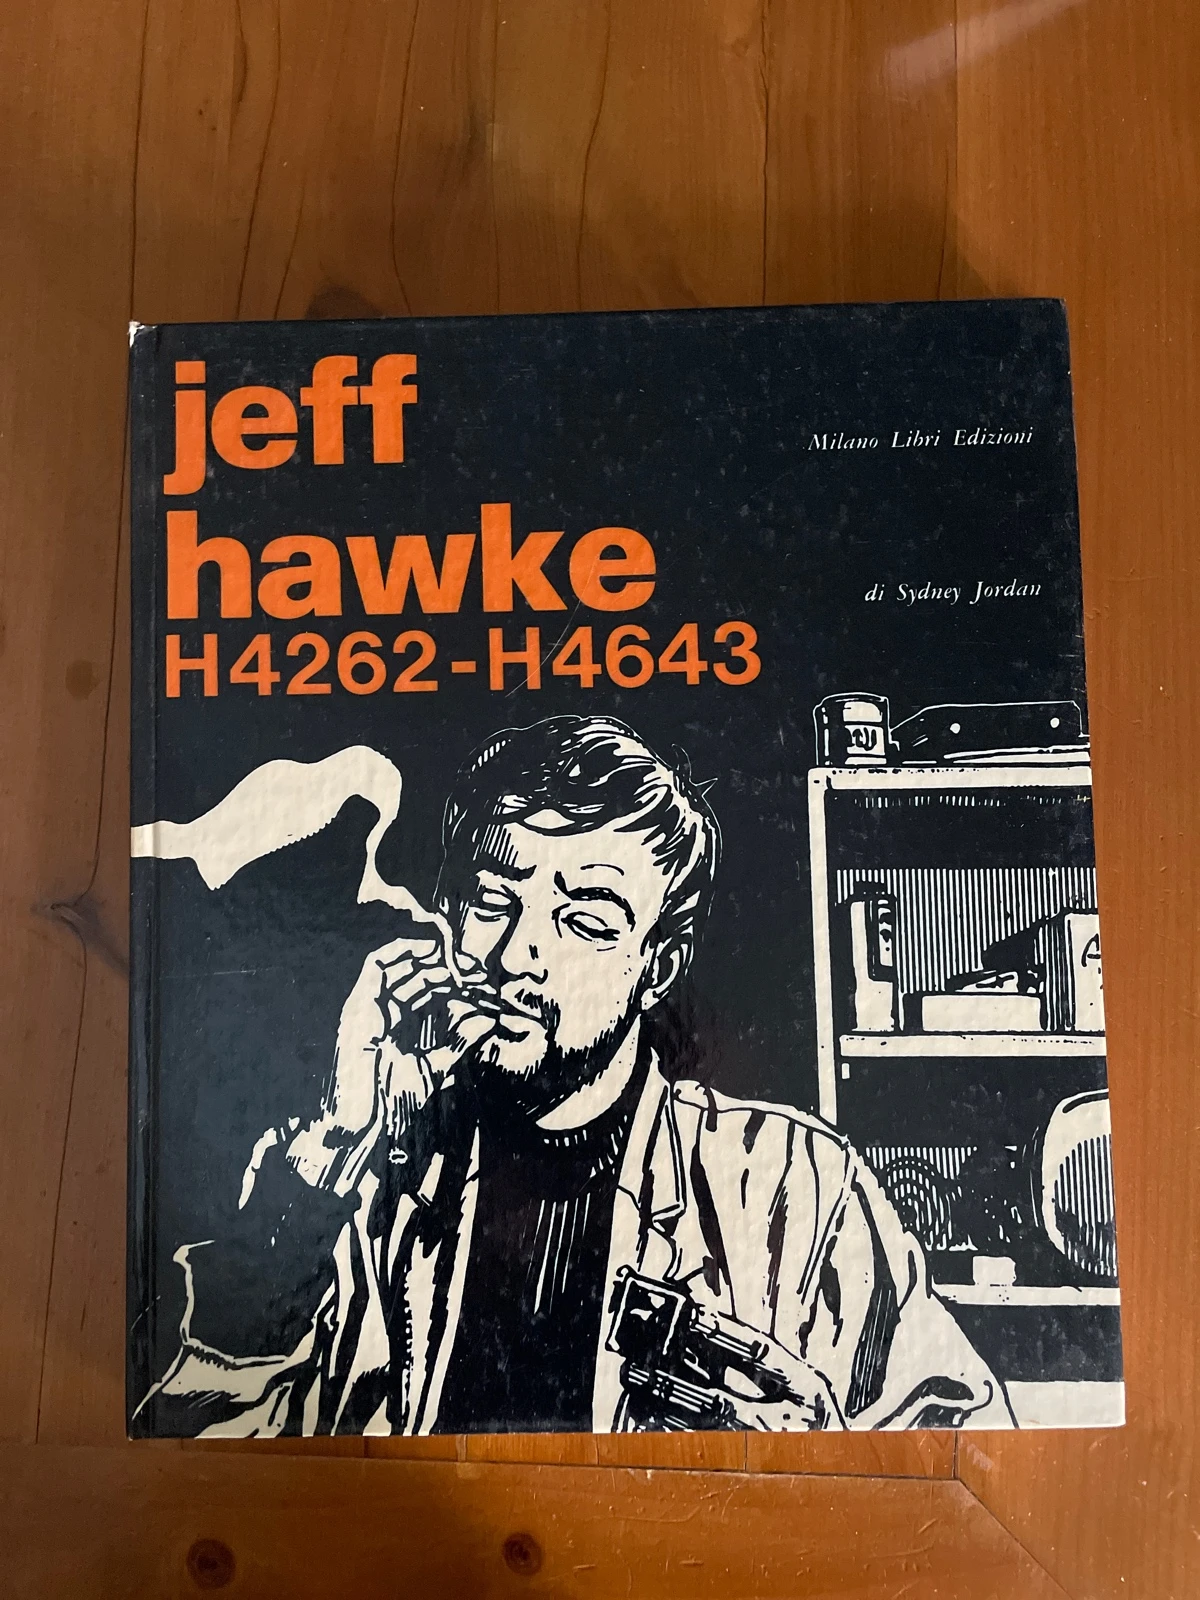 jeff
Milano Libri Edizioni
hawke
di Sydney Jordan
H4262-H4643